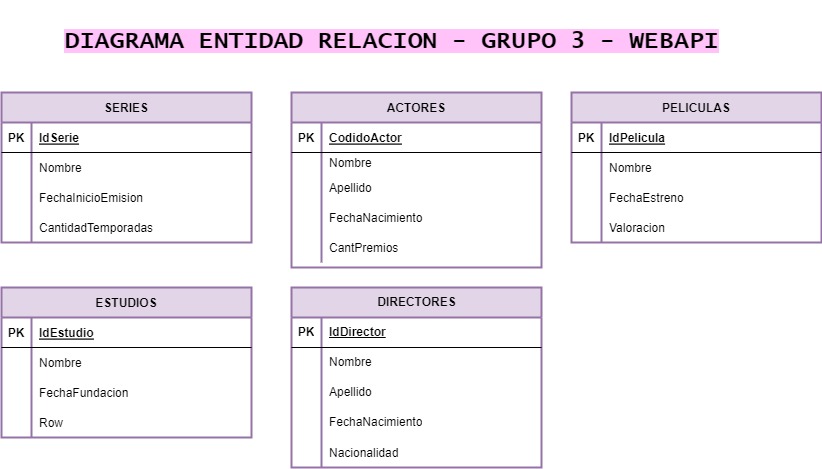 DIAGRAMA ENTIDAD RELACION - GRUPO 3 - WEBAPI
SERIES
PK IdSerie
Nombre
FechaInicioEmision
CantidadTemporadas
ACTORES
PK CodidoActor
Nombre
Apellido
FechaNacimiento
CantPremios
PELICULAS
PK IdPelicula
Nombre
FechaEstreno
Valoracion
ESTUDIOS
PK IdEstudio
Nombre
FechaFundacion
Row
DIRECTORES
PK IdDirector
Nombre
Apellido
FechaNacimiento
Nacionalidad